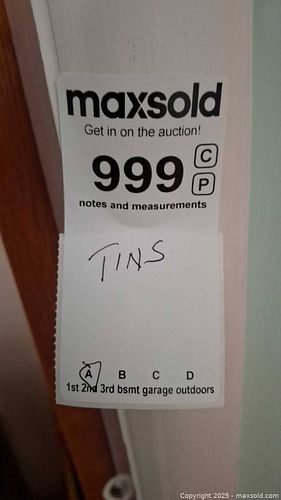 maxsold
Get in on the auction!
999 C
P
notes and measurements
TINS
A B C D
1st 2nd 3rd bsmt garage outdoors
Copyright 2025 - maxsold.com